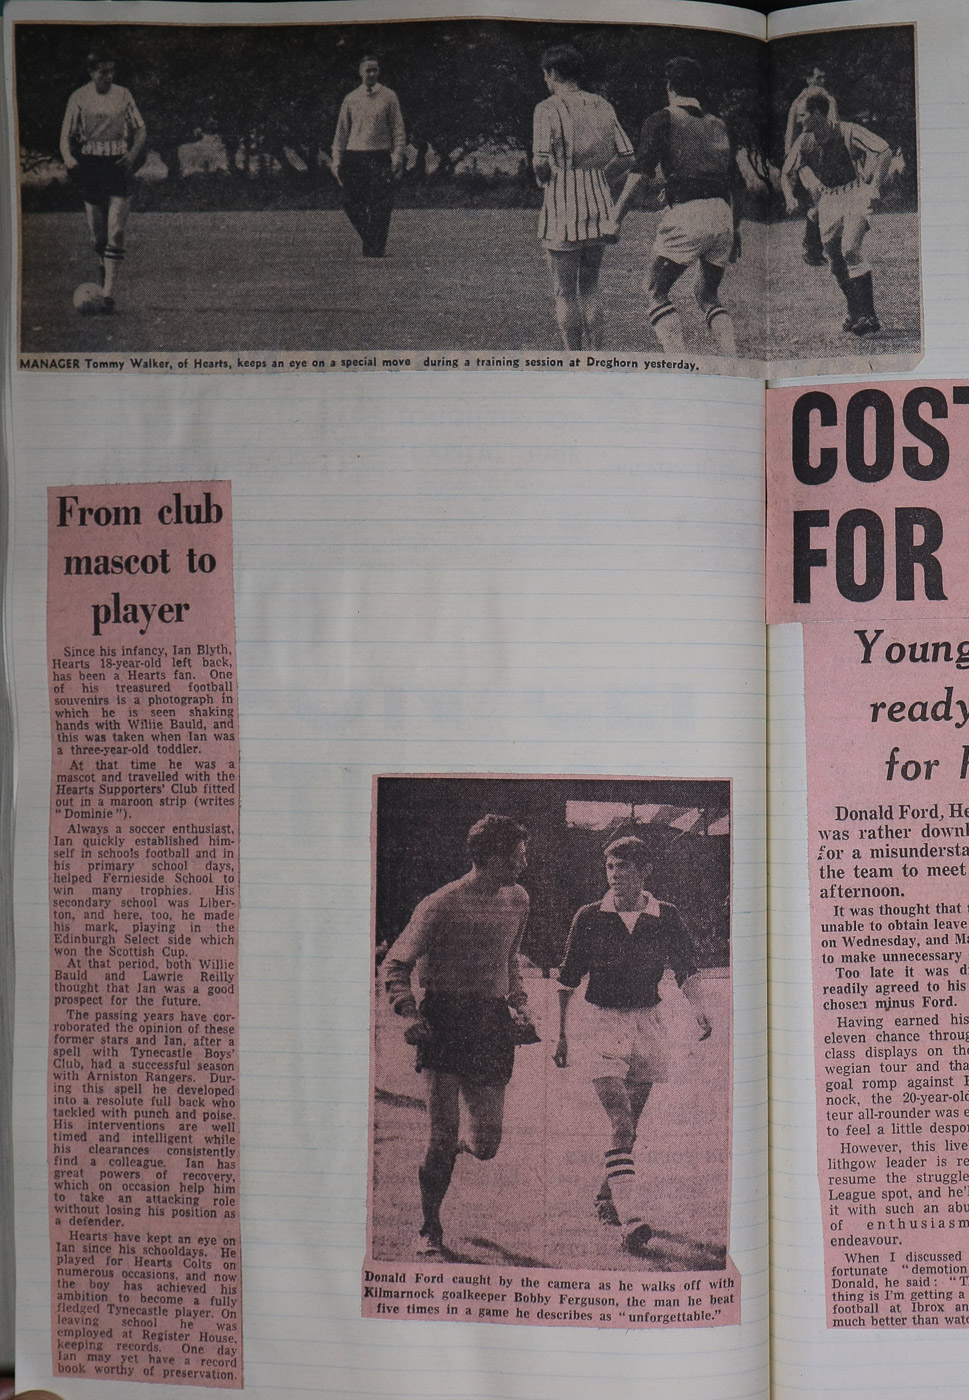 MANAGER Tommy Walker, of Hearts, keeps an eye on a special move during a training session at Dreghorn yesterday.
From club
mascot to
player
Since his infancy, Ian Blyth,
Hearts 18-year-old left back,
has been a Hearts fan. One
of his treasured football
souvenirs is a photograph in
which he is seen shaking
hands with Willie Bauld, and
this was taken when Ian was
a three-year-old toddler.
At that time he was a
mascot and travelled with the
Hearts Supporters' Club fitted
out in a maroon strip (writes
"Dominie").
Always a soccer enthusiast,
Ian quickly established him-
self in schools football and in
his primary school days,
helped Fernieside School to
win many trophies. His
secondary school was Liber-
ton, and here, too, he made
his mark, playing in the
Edinburgh Select side which
won the Scottish Cup.
At that period, both Willie
Bauld and Lawrie Reilly
thought that Ian was a good
prospect for the future.
The passing years have cor-
roborated the opinion of these
former stars and Ian, after a
spell with Tynecastle Boys'
Club, had a successful season
with Arniston Rangers. Dur-
ing this spell he developed
into a resolute full back who
tackled with punch and poise.
His interventions are well
timed and intelligent while
his clearances consistently
find a colleague. Ian has
great powers of recovery,
which on occasion help him
to take an attacking role
without losing his position as
a defender.
Hearts have kept an eye on
Ian since his schooldays. He
played for Hearts Colts on
numerous occasions, and now
the boy has achieved his
ambition to become a fully
fledged Tynecastle player. On
leaving school he was
employed at Register House,
keeping records. One day
Ian may yet have a record
book worthy of preservation.
Donald Ford caught by the camera as he walks off with
Kilmarnock goalkeeper Bobby Ferguson, the man he beat
five times in a game he describes as "unforgettable."
COST
FOR
Young
ready
for
Donald Ford, He
was rather downl
for a misundersta
the team to meet
afternoon.
It was thought that
unable to obtain leave
on Wednesday, and Ma
to make unnecessary
Too late it was di
readily agreed to his
chosen minus Ford.
Having earned his
eleven chance throug
class displays on the
wegian tour and tha
goal romp against
nock, the 20-year-old
teur all-rounder was e
to feel a little despon
However, this live
lithgow leader is re
resume the struggle
League spot, and he'l
it with such an abu
of enthusiasm
endeavour.
When I discussed
fortunate "demotion
Donald, he said: "T
thing is I'm getting a
football at Ibrox an
much better than watc